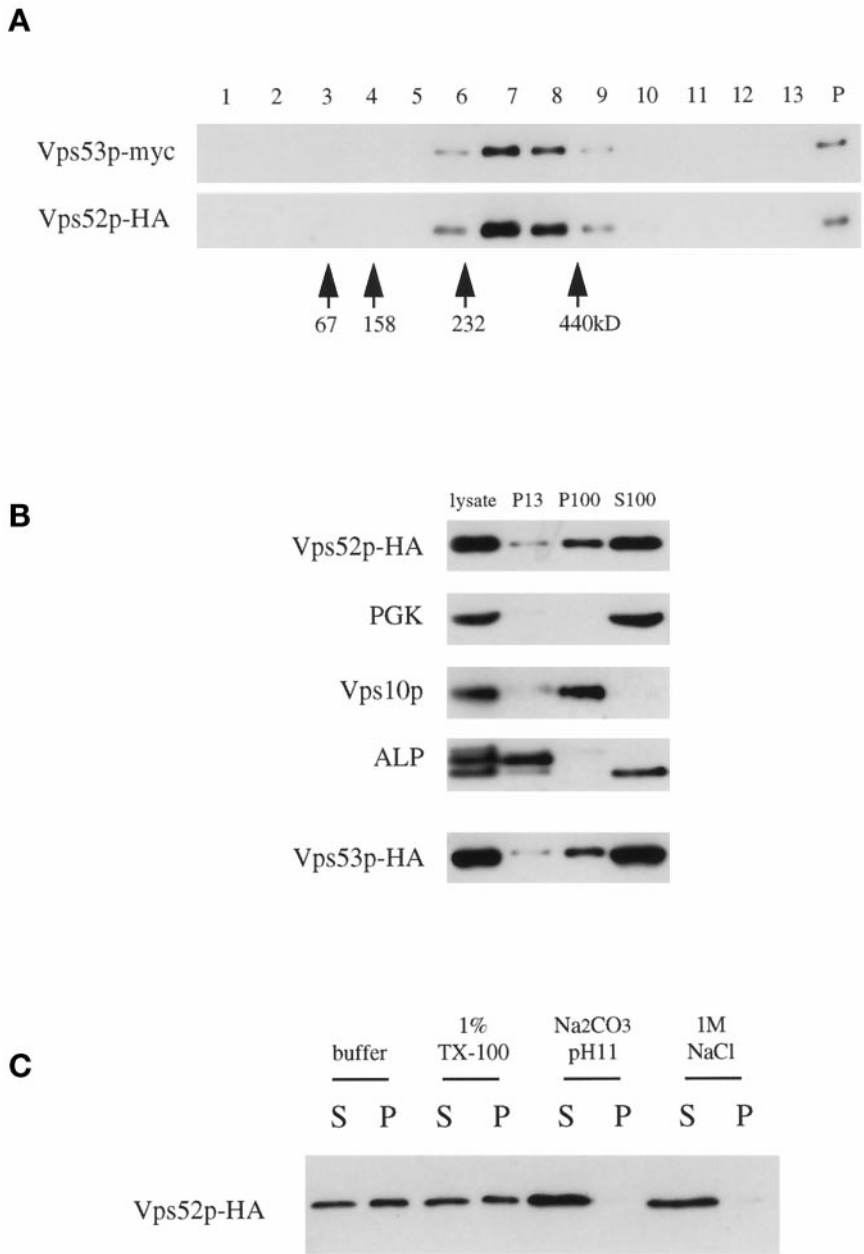 A
1 2 3 4 5 6 7 8 9 10 11 12 13 P
Vps53p-myc
Vps52p-HA
67 158 232 440kD
B
lysate P13 P100 S100
Vps52p-HA
PGK
Vps10p
ALP
Vps53p-HA
C
buffer 1% TX-100 Na2CO3 pH11 1M NaCl
S P S P S P S P
Vps52p-HA